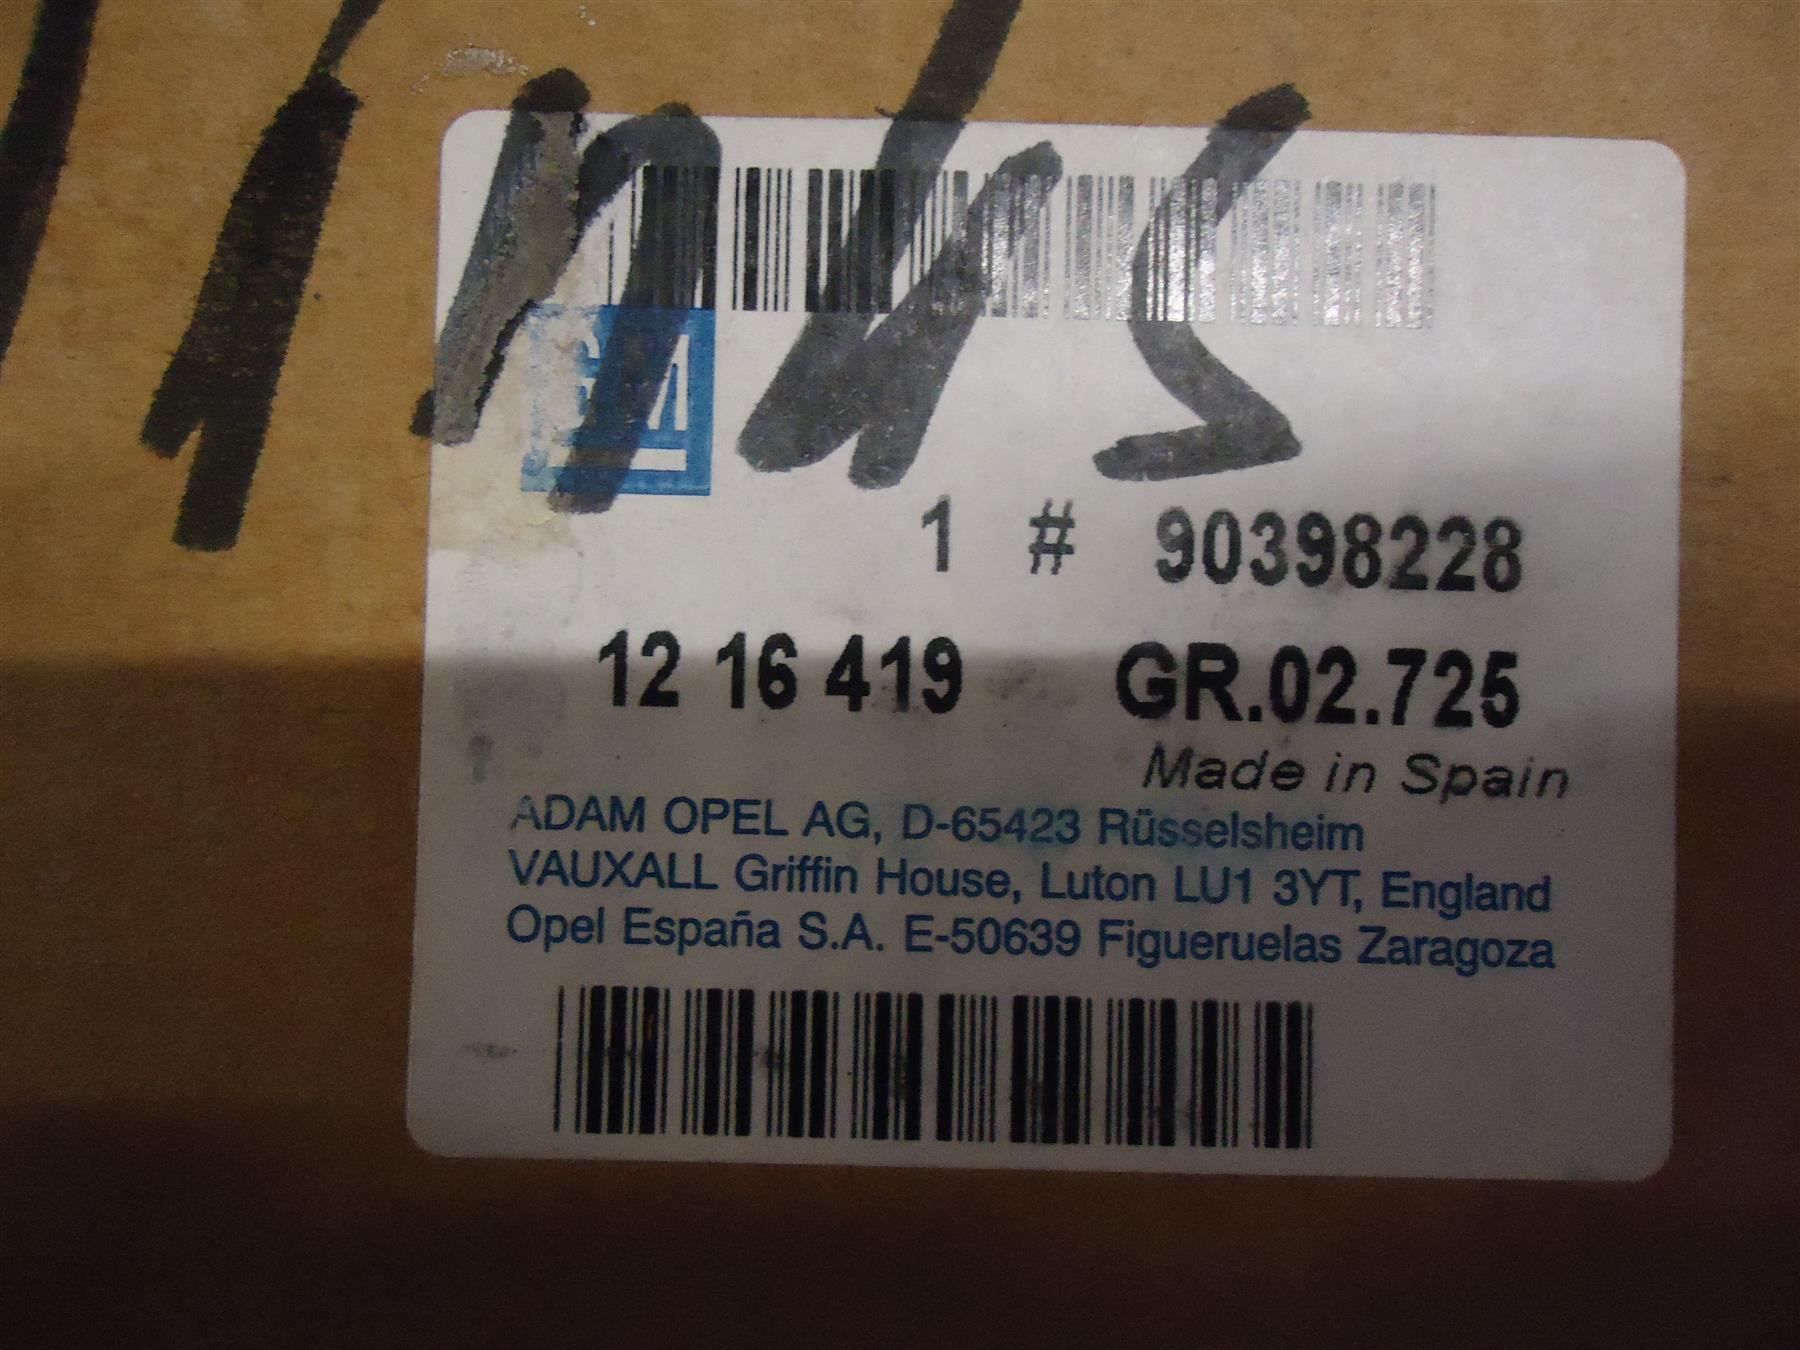 GM
1 # 90398228
12 16 419 GR.02.725
Made in Spain
ADAM OPEL AG, D-65423 Rüsselsheim
VAUXALL Griffin House, Luton LU1 3YT, England
Opel España S.A. E-50639 Figueruelas Zaragoza